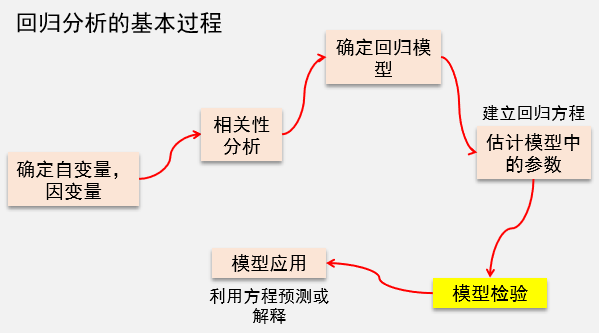 回归分析的基本过程
确定自变量，
因变量
相关性
分析
确定回归模
型
建立回归方程
估计模型中
的参数
模型检验
模型应用
利用方程预测或
解释